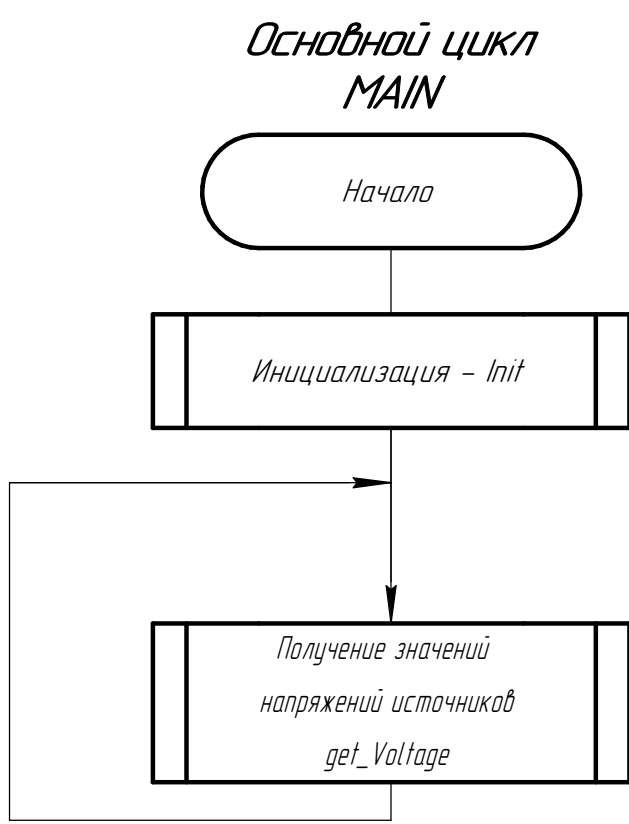 Основной цикл
MAIN
Начало
Инициализация – Init
Получение значений
напряжений источников
get_Voltage